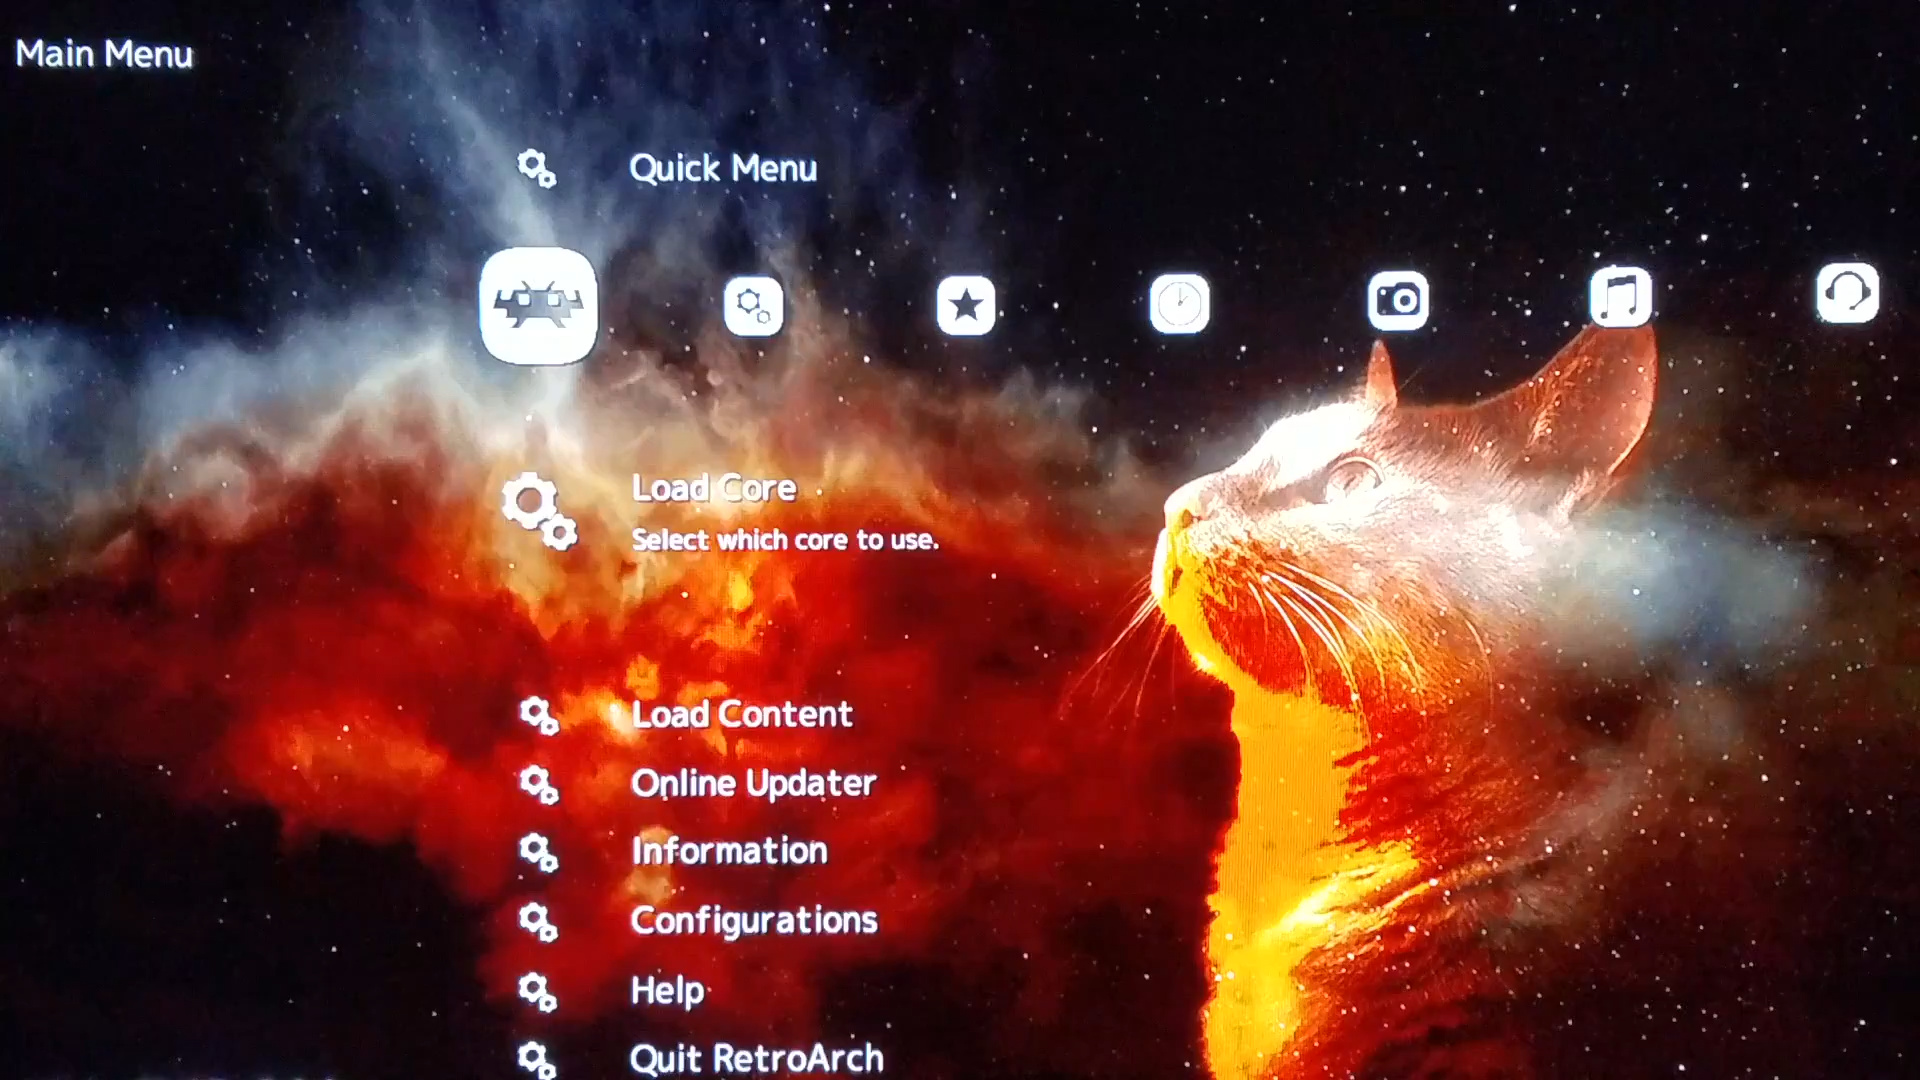 Main Menu
Quick Menu
Load Core
Select which core to use.
Load Content
Online Updater
Information
Configurations
Help
Quit RetroArch